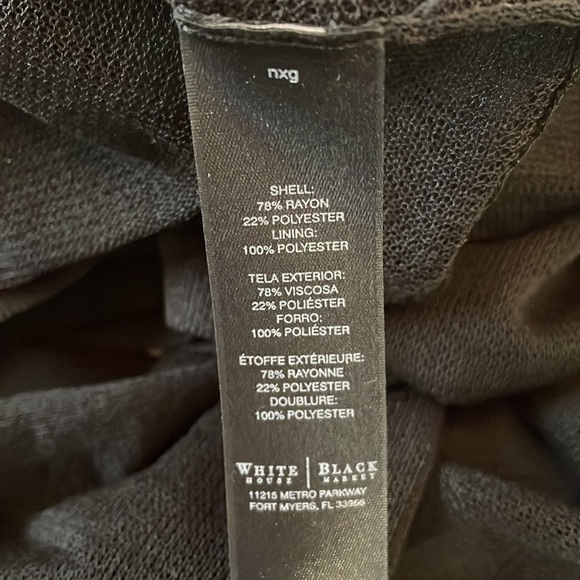 nxg
SHELL:
78% RAYON
22% POLYESTER
LINING:
100% POLYESTER
TELA EXTERIOR:
78% VISCOSA
22% POLIÉSTER
FORRO:
100% POLIÉSTER
ÉTOFFE EXTÉRIEURE:
78% RAYONNE
22% POLYESTER
DOUBLURE:
100% POLYESTER
WHITE | BLACK
HOUSE | MARKET
11215 METRO PARKWAY
FORT MYERS, FL 33966